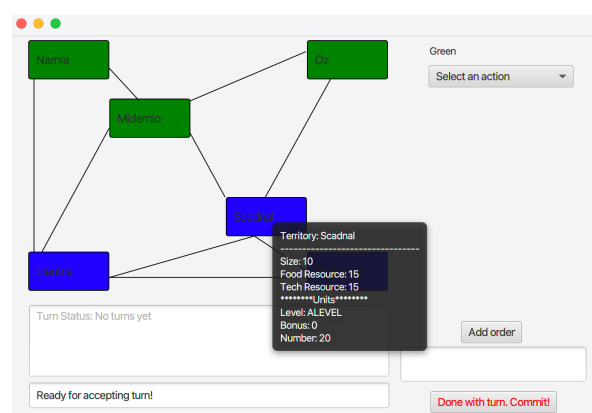 Narnia
Oz
Green
Select an action
Midemio
Scadnal
Territory: Scadnal
--------------------------------
Size: 10
Food Resource: 15
Tech Resource: 15
********Units********
Level: ALEVEL
Bonus: 0
Number: 20
Elantris
Turn Status: No turns yet
Add order
Ready for accepting turn!
Done with turn. Commit!